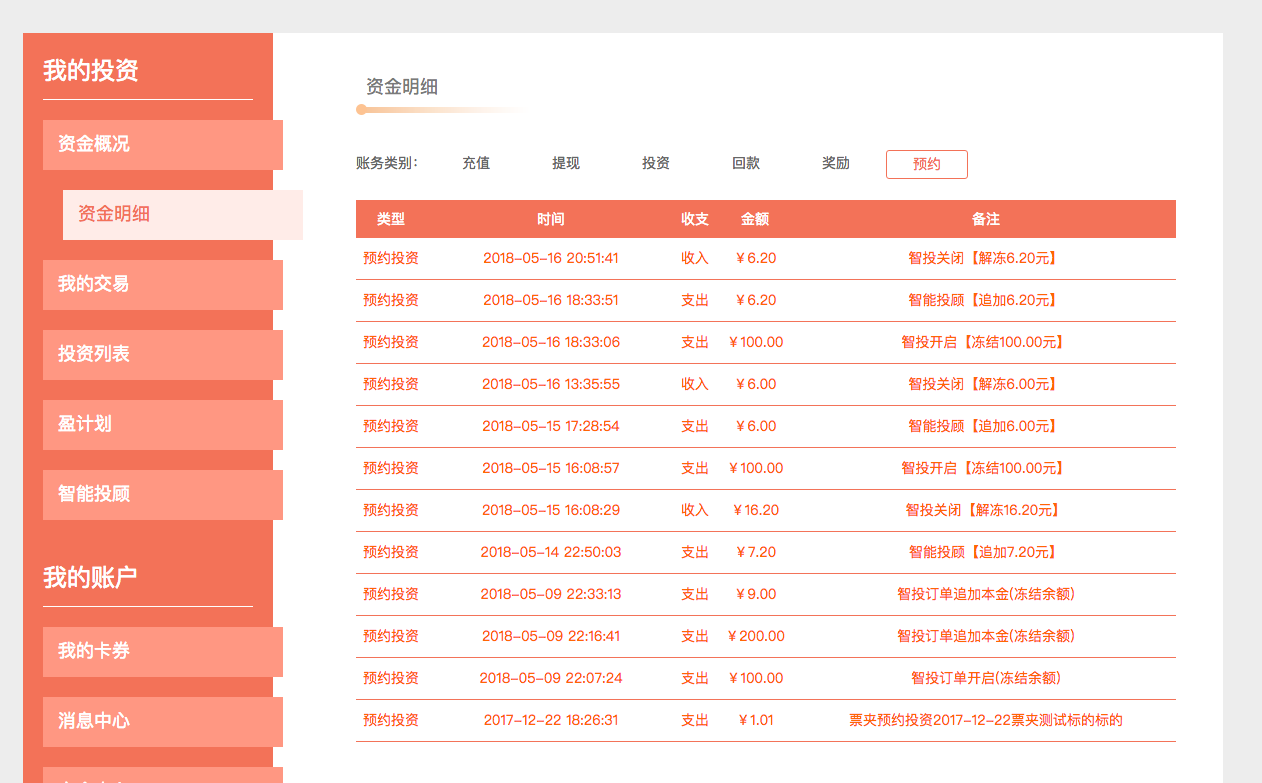 我的投资
资金概况
资金明细
我的交易
投资列表
盈计划
智能投顾
我的账户
我的卡券
消息中心
资金明细
账务类别： 充值 提现 投资 回款 奖励 预约
类型 时间 收支 金额 备注
预约投资 2018-05-16 20:51:41 收入 ￥6.20 智投关闭【解冻6.20元】
预约投资 2018-05-16 18:33:51 支出 ￥6.20 智能投顾【追加6.20元】
预约投资 2018-05-16 18:33:06 支出 ￥100.00 智投开启【冻结100.00元】
预约投资 2018-05-16 13:35:55 收入 ￥6.00 智投关闭【解冻6.00元】
预约投资 2018-05-15 17:28:54 支出 ￥6.00 智能投顾【追加6.00元】
预约投资 2018-05-15 16:08:57 支出 ￥100.00 智投开启【冻结100.00元】
预约投资 2018-05-15 16:08:29 收入 ￥16.20 智投关闭【解冻16.20元】
预约投资 2018-05-14 22:50:03 支出 ￥7.20 智能投顾【追加7.20元】
预约投资 2018-05-09 22:33:13 支出 ￥9.00 智投订单追加本金(冻结余额)
预约投资 2018-05-09 22:16:41 支出 ￥200.00 智投订单追加本金(冻结余额)
预约投资 2018-05-09 22:07:24 支出 ￥100.00 智投订单开启(冻结余额)
预约投资 2017-12-22 18:26:31 支出 ￥1.01 票夹预约投资2017-12-22票夹测试标的标的